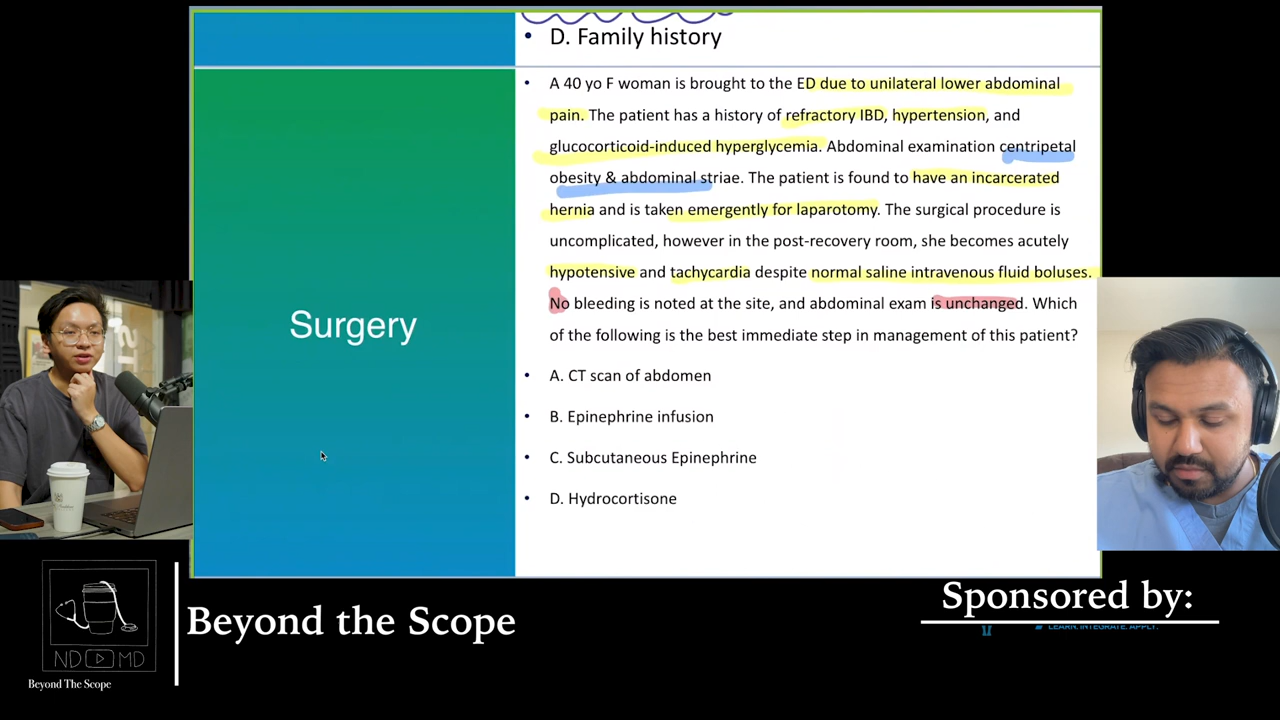 • D. Family history
• A 40 yo F woman is brought to the ED due to unilateral lower abdominal
pain. The patient has a history of refractory IBD, hypertension, and
glucocorticoid-induced hyperglycemia. Abdominal examination centripetal
obesity & abdominal striae. The patient is found to have an incarcerated
hernia and is taken emergently for laparotomy. The surgical procedure is
uncomplicated, however in the post-recovery room, she becomes acutely
hypotensive and tachycardia despite normal saline intravenous fluid boluses.
No bleeding is noted at the site, and abdominal exam is unchanged. Which
of the following is the best immediate step in management of this patient?
• A. CT scan of abdomen
• B. Epinephrine infusion
• C. Subcutaneous Epinephrine
• D. Hydrocortisone
Surgery
ND MD
Beyond The Scope
Beyond the Scope
Sponsored by:
LEARN. INTEGRATE. APPLY.